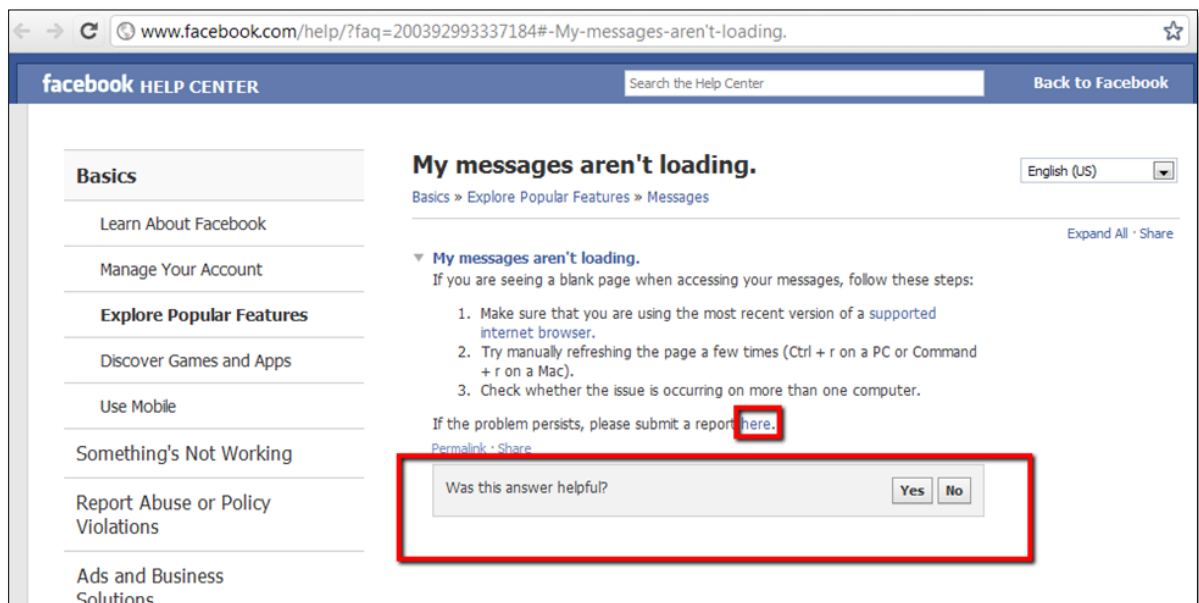 www.facebook.com/help/?faq=200392993337184#-My-messages-aren't-loading.
facebook HELP CENTER
Search the Help Center
Back to Facebook
Basics
Learn About Facebook
Manage Your Account
Explore Popular Features
Discover Games and Apps
Use Mobile
Something's Not Working
Report Abuse or Policy
Violations
Ads and Business
Solutions
My messages aren't loading.
Basics » Explore Popular Features » Messages
English (US)
Expand All · Share
My messages aren't loading.
If you are seeing a blank page when accessing your messages, follow these steps:
1. Make sure that you are using the most recent version of a supported
internet browser.
2. Try manually refreshing the page a few times (Ctrl + r on a PC or Command
+ r on a Mac).
3. Check whether the issue is occurring on more than one computer.
If the problem persists, please submit a report here.
Permalink · Share
Was this answer helpful?
Yes No